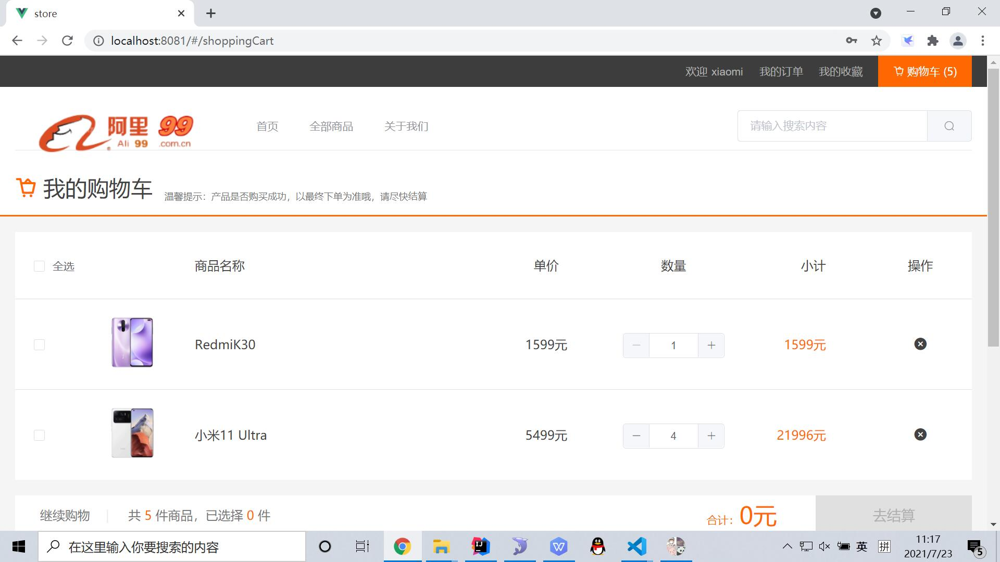 store
localhost:8081/#/shoppingCart
欢迎 xiaomi 我的订单 我的收藏 购物车 (5)
阿里 99
Ali 99 .com.cn
首页 全部商品 关于我们 请输入搜索内容
我的购物车 温馨提示：产品是否购买成功，以最终下单为准哦，请尽快结算
全选 商品名称 单价 数量 小计 操作
RedmiK30 1599元 1 1599元
小米11 Ultra 5499元 4 21996元
继续购物 共 5 件商品，已选择 0 件 合计： 0元 去结算
在这里输入你要搜索的内容 英 拼 11:17
2021/7/23 5